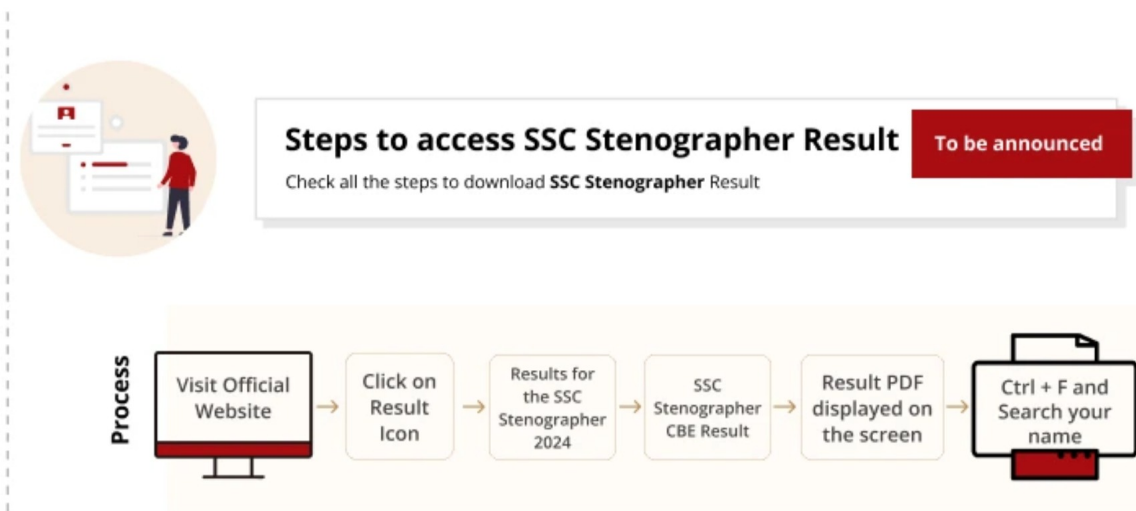 Steps to access SSC Stenographer Result
To be announced
Check all the steps to download SSC Stenographer Result
Process
Visit Official
Website
Click on
Result
Icon
Results for
the SSC
Stenographer
2024
SSC
Stenographer
CBE Result
Result PDF
displayed on
the screen
Ctrl + F and
Search your
name